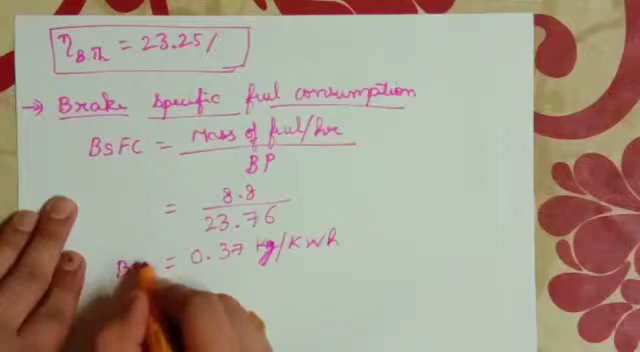 η B.Th = 23.25%
→ Brake Specific fuel consumption
BSFC = Mass of fuel/hr
BP
= 8.8
23.76
= 0.37 kg/KWh